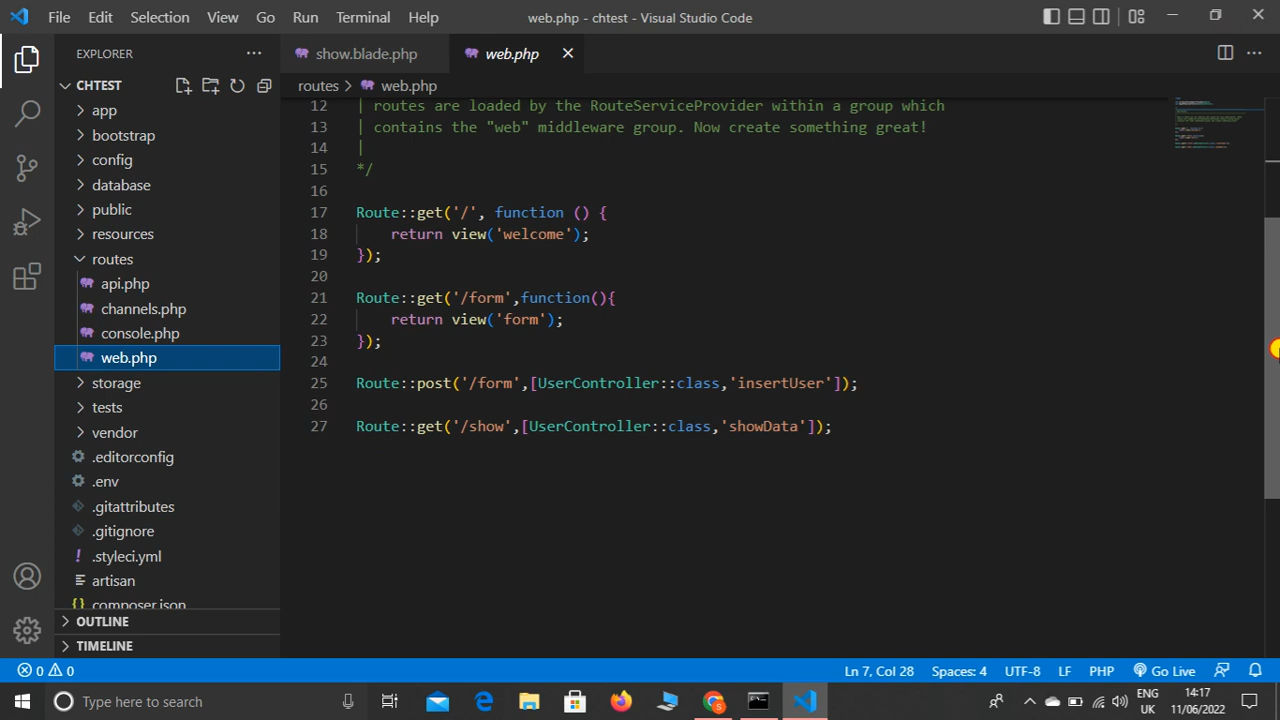 File Edit Selection View Go Run Terminal Help
web.php - chtest - Visual Studio Code
EXPLORER
CHTEST
app
bootstrap
config
database
public
resources
routes
api.php
channels.php
console.php
web.php
storage
tests
vendor
.editorconfig
.env
.gitattributes
.gitignore
.styleci.yml
artisan
composer.json
OUTLINE
TIMELINE
show.blade.php web.php
routes > web.php
12 | routes are loaded by the RouteServiceProvider within a group which
13 | contains the "web" middleware group. Now create something great!
14 |
15 */
16
17 Route::get('/', function () {
18 return view('welcome');
19 });
20
21 Route::get('/form',function(){
22 return view('form');
23 });
24
25 Route::post('/form',[UserController::class,'insertUser']);
26
27 Route::get('/show',[UserController::class,'showData']);
0 0
Ln 7, Col 28 Spaces: 4 UTF-8 LF PHP Go Live
Type here to search
ENG
UK
14:17
11/06/2022